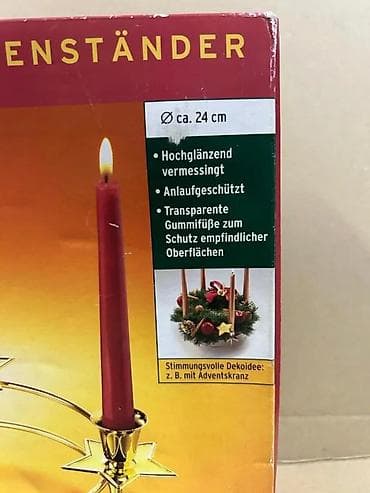 ENSTÄNDER
Ø ca. 24 cm
• Hochglänzend
vermessingt
• Anlaufgeschützt
• Transparente
Gummifüße zum
Schutz empfindlicher
Oberflächen
Stimmungsvolle Dekoidee:
z. B. mit Adventskranz